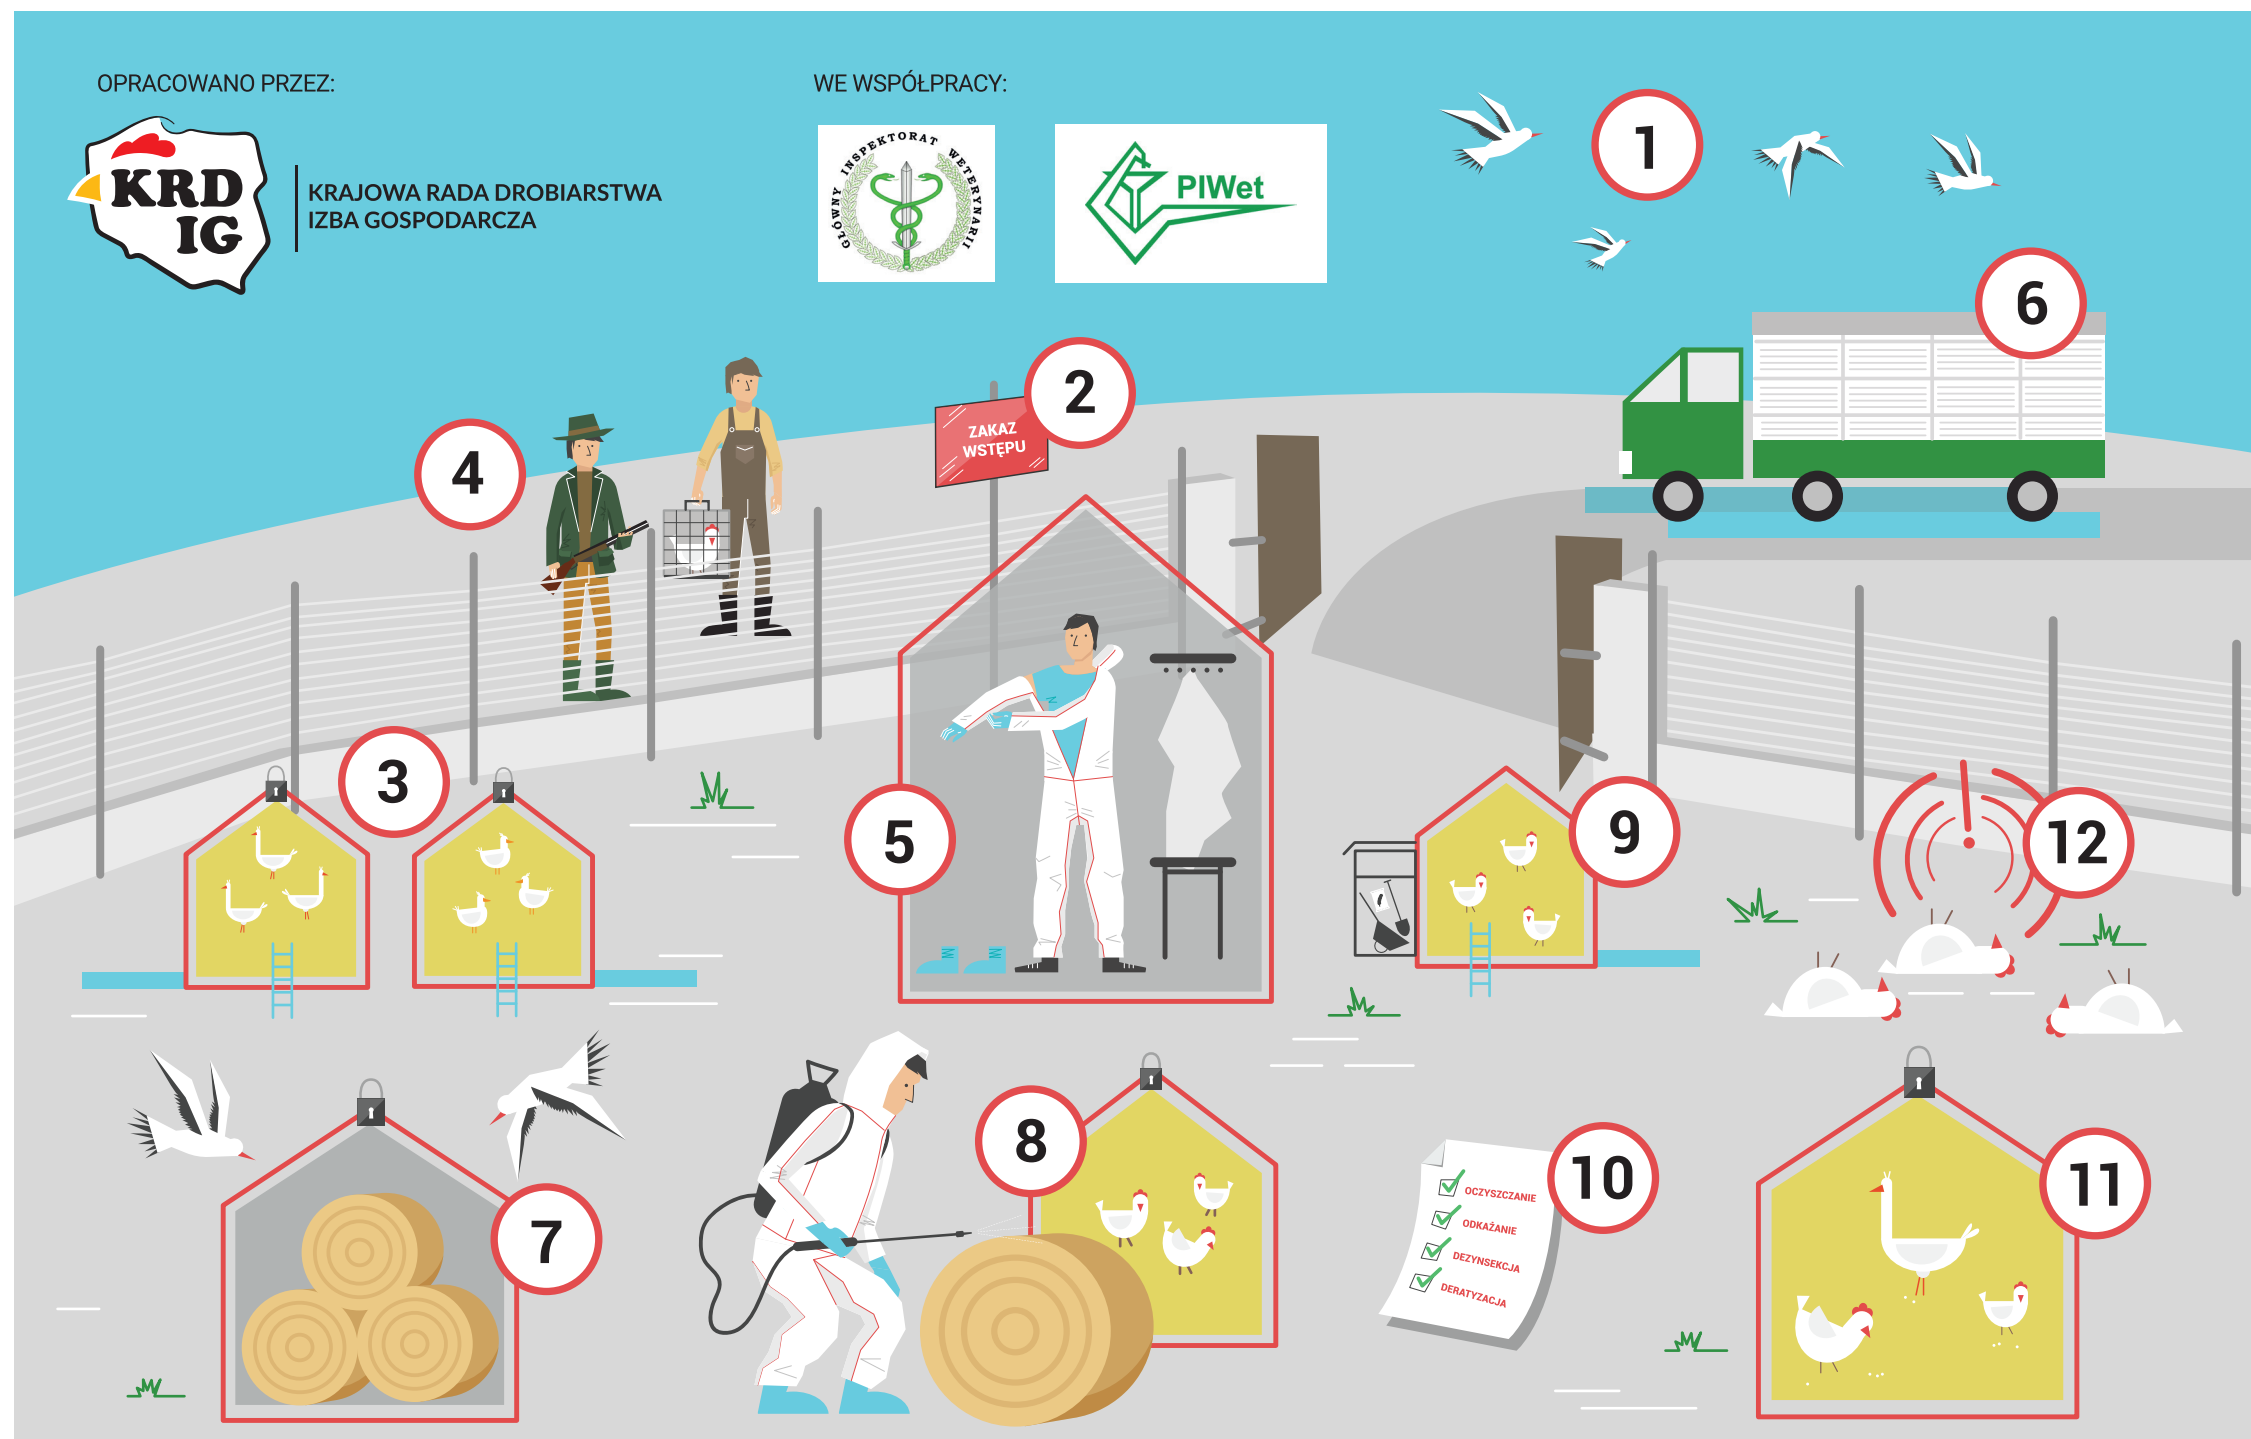 OPRACOWANO PRZEZ:
WE WSPÓŁPRACY:
KRD
IG
KRAJOWA RADA DROBIARSTWA
IZBA GOSPODARCZA
GŁÓWNY INSPEKTORAT WETERYNARII
PIWet
1
6
2
ZAKAZ
WSTĘPU
4
3
5
9
12
7
8
10
OCZYSZCZANIE
ODKAŻANIE
DEZYNSEKCJA
DERATYZACJA
11